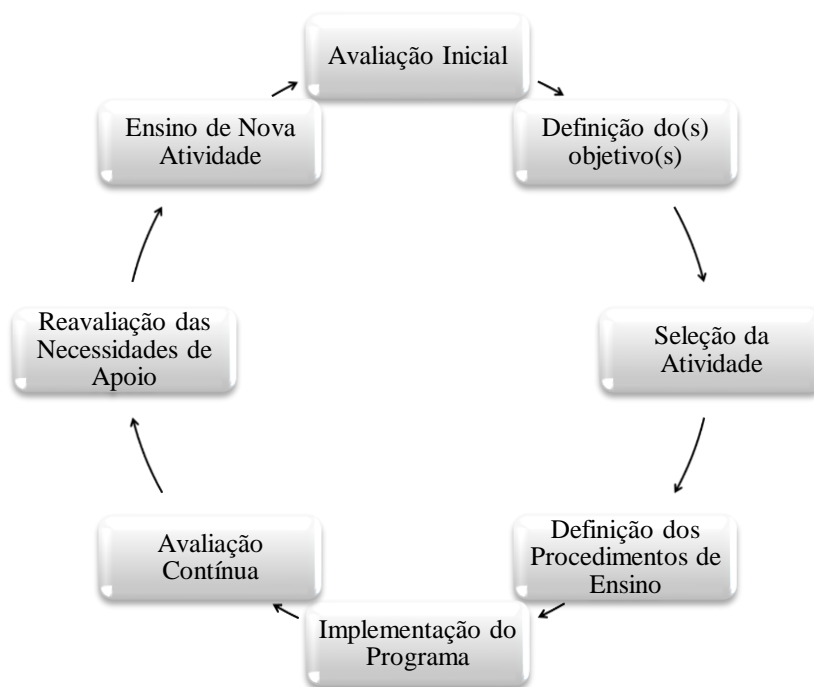 Avaliação Inicial
Definição do(s)
objetivo(s)
Seleção da
Atividade
Definição dos
Procedimentos de
Ensino
Implementação do
Programa
Avaliação
Contínua
Reavaliação das
Necessidades de
Apoio
Ensino de Nova
Atividade